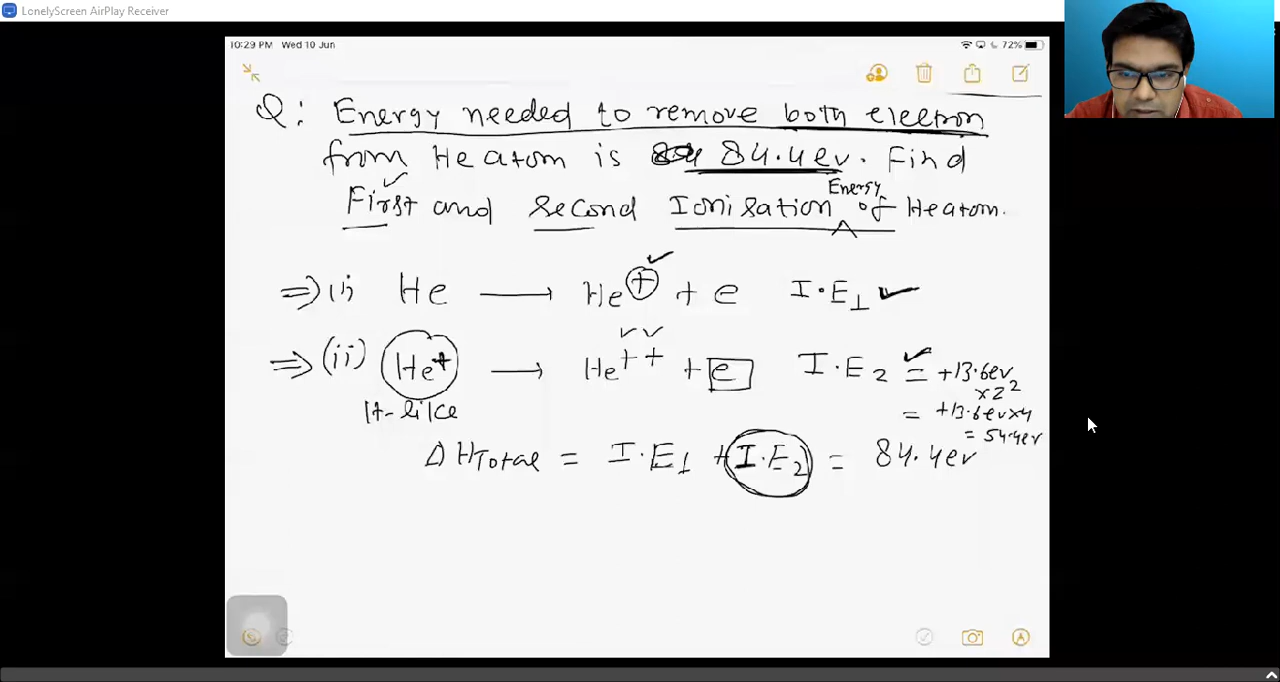 LonelyScreen AirPlay Receiver
10:29 PM Wed 10 Jun 72%
Q: Energy needed to remove both electron
from He atom is 84.4ev. Find
Energy
First and second Ionisation of He atom.
⇒ (i) He ⟶ He⁺ + e I.E₁ ✓
⇒ (ii) He⁺ ⟶ He⁺⁺ + e I.E₂ = +13.6ev
×Z²
H-like = +13.6ev×4
= 54.4ev
ΔH_Total = I.E₁ + I.E₂ = 84.4ev